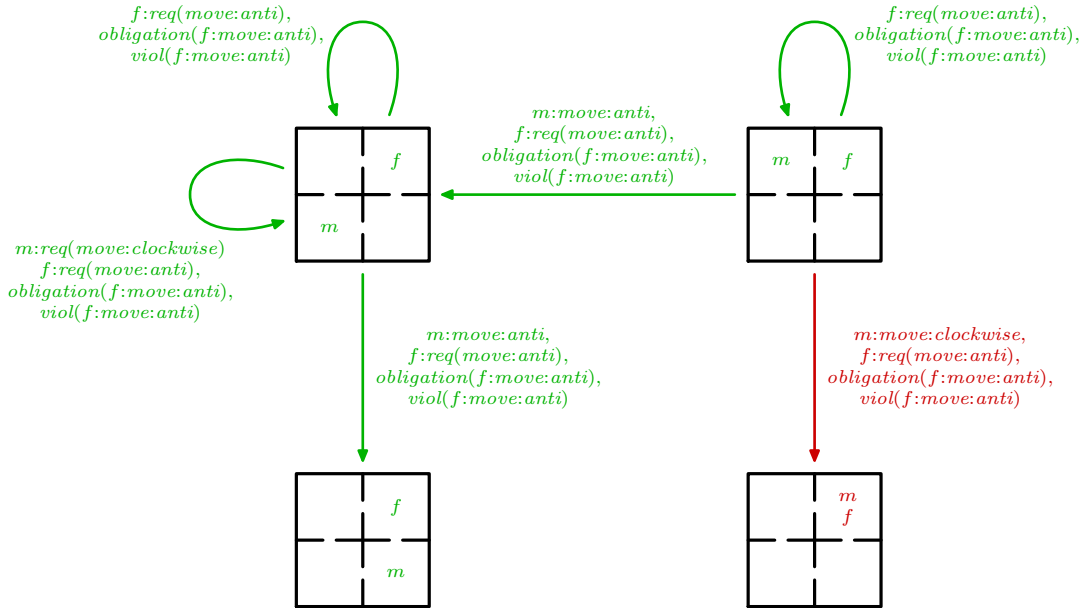 f:req(move:anti),
obligation(f:move:anti),
viol(f:move:anti)
f:req(move:anti),
obligation(f:move:anti),
viol(f:move:anti)
m:move:anti,
f:req(move:anti),
obligation(f:move:anti),
viol(f:move:anti)
f
m
m f
m:req(move:clockwise)
f:req(move:anti),
obligation(f:move:anti),
viol(f:move:anti)
m:move:anti,
f:req(move:anti),
obligation(f:move:anti),
viol(f:move:anti)
m:move:clockwise,
f:req(move:anti),
obligation(f:move:anti),
viol(f:move:anti)
f
m
m
f